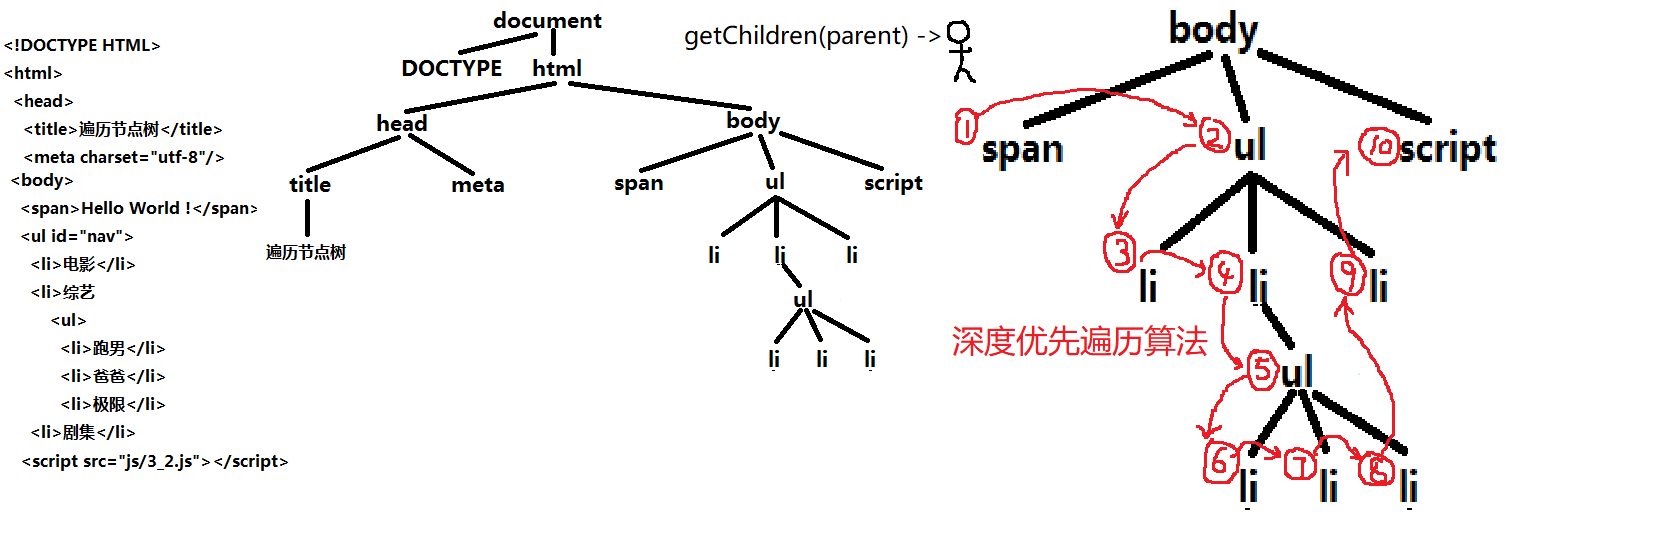 <!DOCTYPE HTML>
<html>
<head>
<title>遍历节点树</title>
<meta charset="utf-8"/>
<body>
<span>Hello World !</span>
<ul id="nav">
<li>电影</li>
<li>综艺
<ul>
<li>跑男</li>
<li>爸爸</li>
<li>极限</li>
<li>剧集</li>
<script src="js/3_2.js"></script>
document
DOCTYPE html
head body
title meta span ul script
遍历节点树 li li li
ul
li li li
getChildren(parent) ->
body
1 span 2 ul 10 script
3 li 4 li 9 li
深度优先遍历算法
5 ul
6 li 7 li 8 li